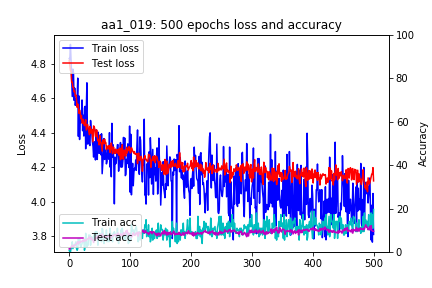 aa1_019: 500 epochs loss and accuracy
Train loss
Test loss
Train acc
Test acc
Loss
Accuracy
4.8
4.6
4.4
4.2
4.0
3.8
100
80
60
40
20
0
0
100
200
300
400
500